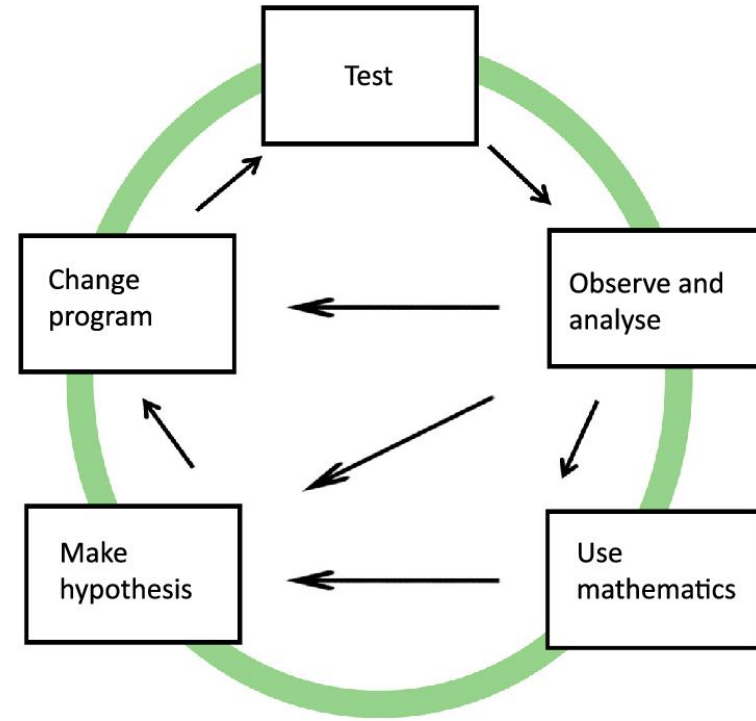 Test
Change
program
Observe and
analyse
Make
hypothesis
Use
mathematics